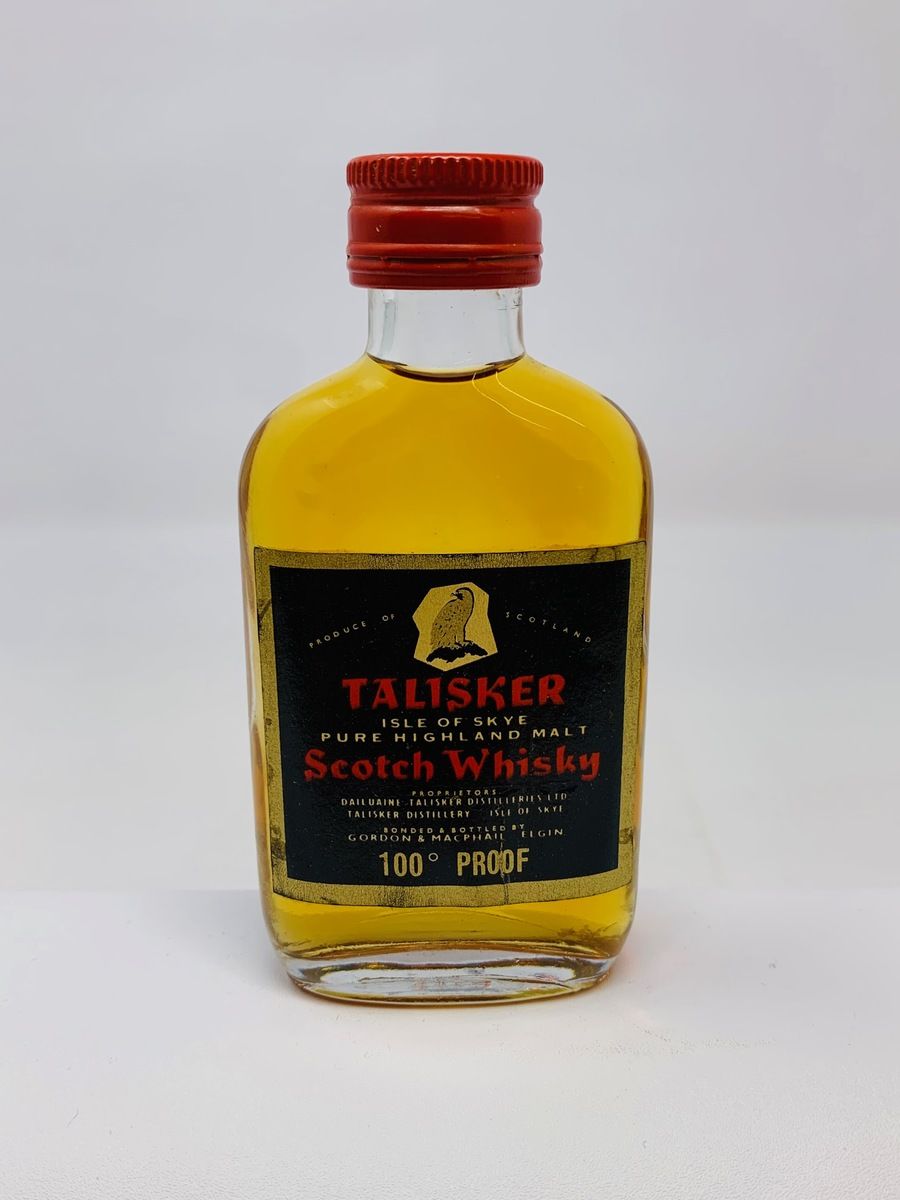 PRODUCE OF SCOTLAND
TALISKER
ISLE OF SKYE
PURE HIGHLAND MALT
Scotch Whisky
PROPRIETORS
DAILUAINE-TALISKER DISTILLERIES LTD
TALISKER DISTILLERY ISLE OF SKYE
BONDED & BOTTLED BY
GORDON & MACPHAIL ELGIN
100° PROOF